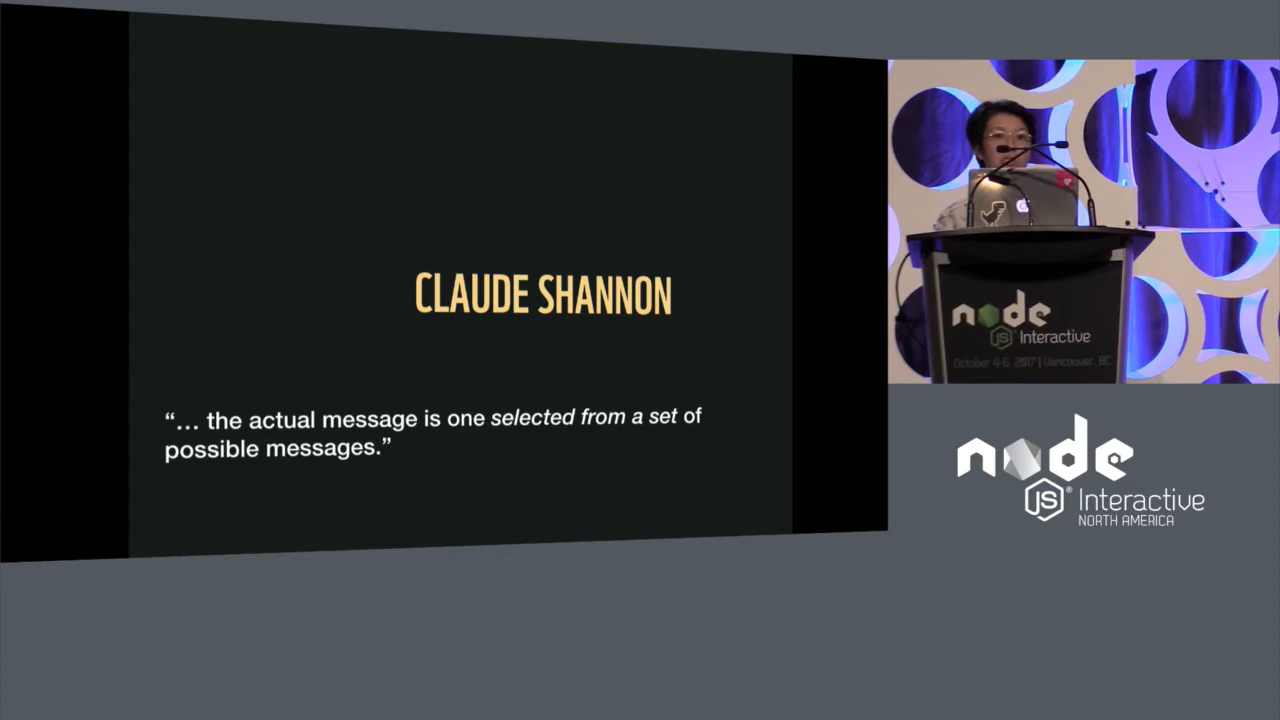 CLAUDE SHANNON
“… the actual message is one selected from a set of
possible messages.”
node
JS Interactive
October 4-6, 2017 | Vancouver, BC
node
JS® Interactive
NORTH AMERICA